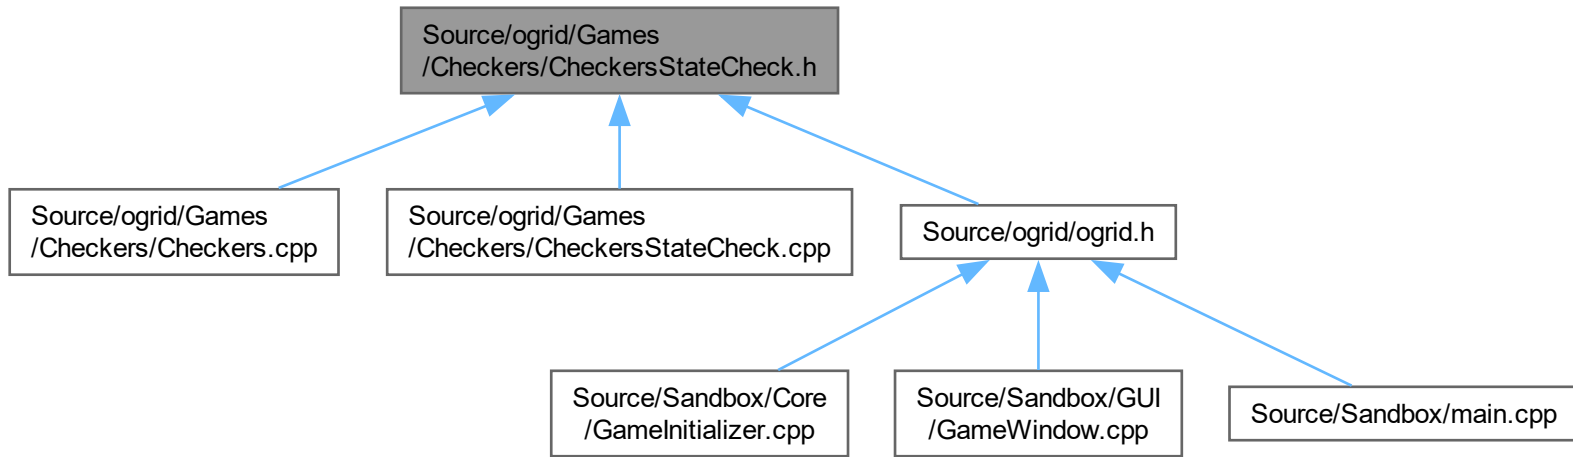 Source/ogrid/Games
/Checkers/CheckersStateCheck.h
Source/ogrid/Games
/Checkers/Checkers.cpp
Source/ogrid/Games
/Checkers/CheckersStateCheck.cpp
Source/ogrid/ogrid.h
Source/Sandbox/Core
/GameInitializer.cpp
Source/Sandbox/GUI
/GameWindow.cpp
Source/Sandbox/main.cpp